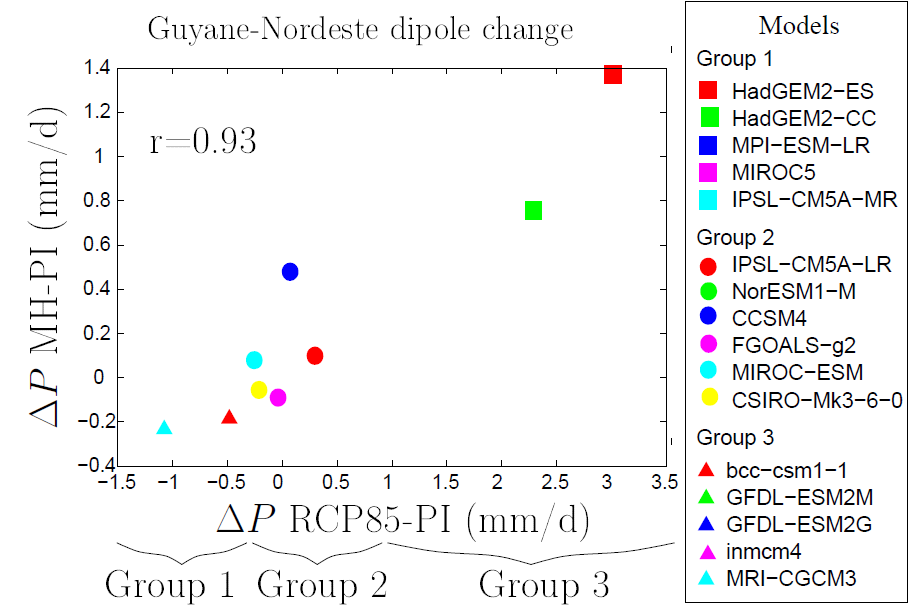 Guyane-Nordeste dipole change
r=0.93
ΔP MH-PI (mm/d)
1.4
1.2
1
0.8
0.6
0.4
0.2
0
−0.2
−0.4
−1.5 −1 −0.5 0 0.5 1 1.5 2 2.5 3 3.5
ΔP RCP85-PI (mm/d)
Group 1 Group 2 Group 3
Models
Group 1
HadGEM2−ES
HadGEM2−CC
MPI−ESM−LR
MIROC5
IPSL−CM5A−MR
Group 2
IPSL−CM5A−LR
NorESM1−M
CCSM4
FGOALS−g2
MIROC−ESM
CSIRO−Mk3−6−0
Group 3
bcc−csm1−1
GFDL−ESM2M
GFDL−ESM2G
inmcm4
MRI−CGCM3